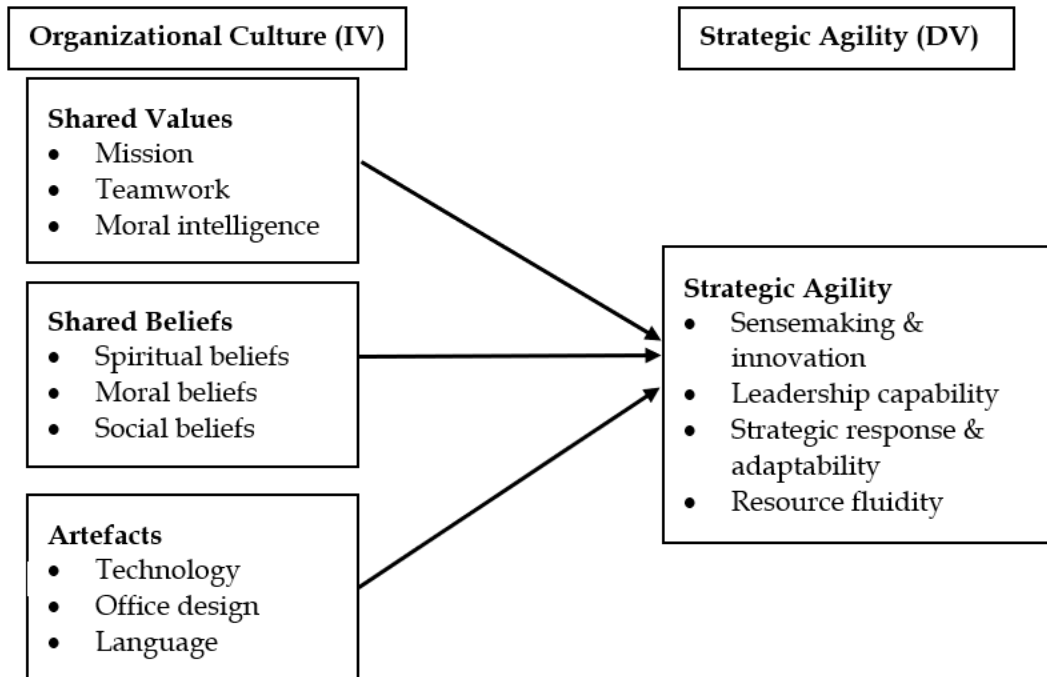 Organizational Culture (IV)
Strategic Agility (DV)
Shared Values
• Mission
• Teamwork
• Moral intelligence
Shared Beliefs
• Spiritual beliefs
• Moral beliefs
• Social beliefs
Artefacts
• Technology
• Office design
• Language
Strategic Agility
• Sensemaking &
innovation
• Leadership capability
• Strategic response &
adaptability
• Resource fluidity